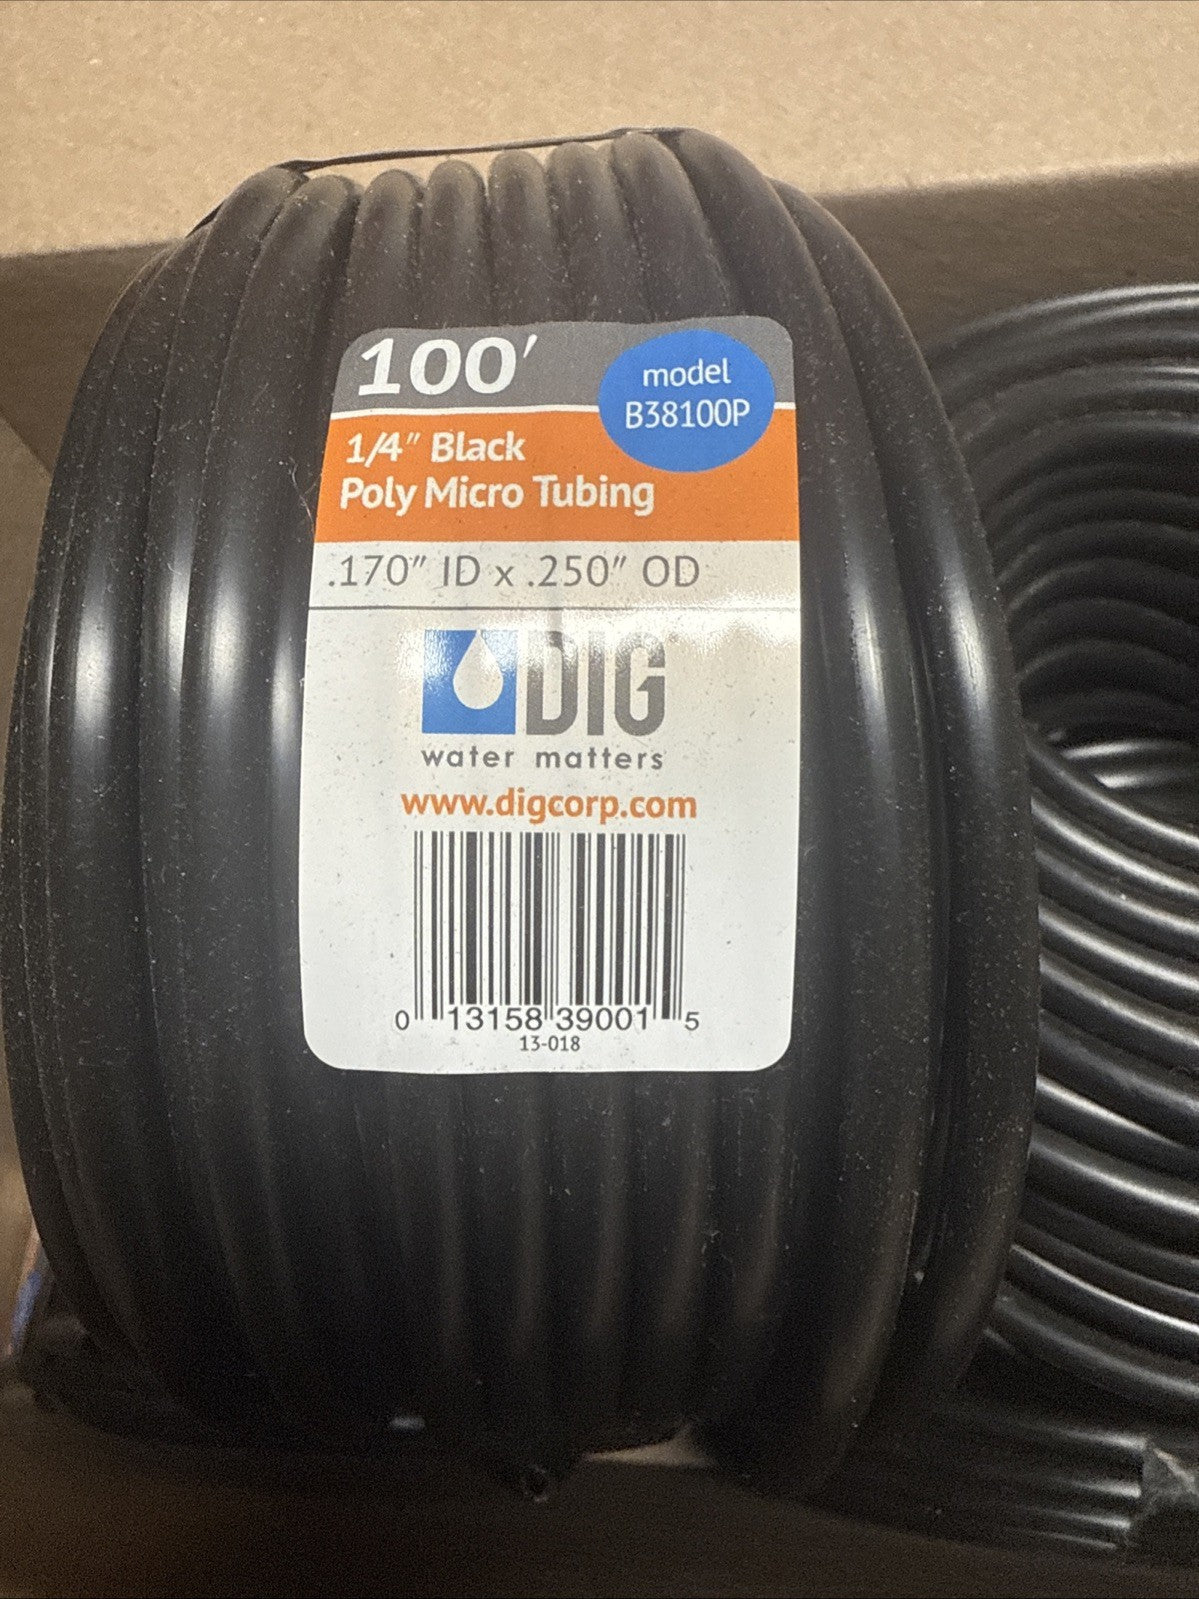 100'
model
B38100P
1/4" Black
Poly Micro Tubing
.170" ID x .250" OD
DIG
water matters
www.digcorp.com
0 13158 39001 5
13-018